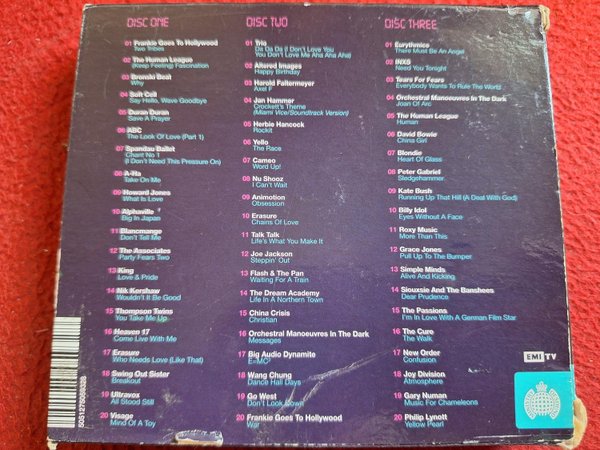 DISC ONE
01 Frankie Goes To Hollywood
Two Tribes
02 The Human League
(Keep Feeling) Fascination
03 Bronski Beat
Why
04 Soft Cell
Say Hello, Wave Goodbye
05 Duran Duran
Save A Prayer
06 ABC
The Look Of Love (Part 1)
07 Spandau Ballet
Chant No 1
(I Don't Need This Pressure On)
08 A-Ha
Take On Me
09 Howard Jones
What Is Love
10 Alphaville
Big In Japan
11 Blancmange
Don't Tell Me
12 The Associates
Party Fears Two
13 King
Love & Pride
14 Nik Kershaw
Wouldn't It Be Good
15 Thompson Twins
You Take Me Up
16 Heaven 17
Come Live With Me
17 Erasure
Who Needs Love (Like That)
18 Swing Out Sister
Breakout
19 Ultravox
All Stood Still
20 Visage
Mind Of A Toy
DISC TWO
01 Trio
Da Da Da (I Don't Love You
You Don't Love Me Aha Aha Aha)
02 Altered Images
Happy Birthday
03 Harold Faltermeyer
Axel F
04 Jan Hammer
Crockett's Theme
(Miami Vice/Soundtrack Version)
05 Herbie Hancock
Rockit
06 Yello
The Race
07 Cameo
Word Up!
08 Nu Shooz
I Can't Wait
09 Animotion
Obsession
10 Erasure
Chains Of Love
11 Talk Talk
Life's What You Make It
12 Joe Jackson
Steppin' Out
13 Flash & The Pan
Waiting For A Train
14 The Dream Academy
Life In A Northern Town
15 China Crisis
Christian
16 Orchestral Manoeuvres In The Dark
Messages
17 Big Audio Dynamite
E=MC²
18 Wang Chung
Dance Hall Days
19 Go West
Don't Look Down
20 Frankie Goes To Hollywood
War
DISC THREE
01 Eurythmics
There Must Be An Angel
02 INXS
Need You Tonight
03 Tears For Fears
Everybody Wants To Rule The World
04 Orchestral Manoeuvres In The Dark
Joan Of Arc
05 The Human League
Human
06 David Bowie
China Girl
07 Blondie
Heart Of Glass
08 Peter Gabriel
Sledgehammer
09 Kate Bush
Running Up That Hill (A Deal With God)
10 Billy Idol
Eyes Without A Face
11 Roxy Music
More Than This
12 Grace Jones
Pull Up To The Bumper
13 Simple Minds
Alive And Kicking
14 Siouxsie And The Banshees
Dear Prudence
15 The Passions
I'm In Love With A German Film Star
16 The Cure
The Walk
17 New Order
Confusion
18 Joy Division
Atmosphere
19 Gary Numan
Music For Chameleons
20 Philip Lynott
Yellow Pearl
EMI TV